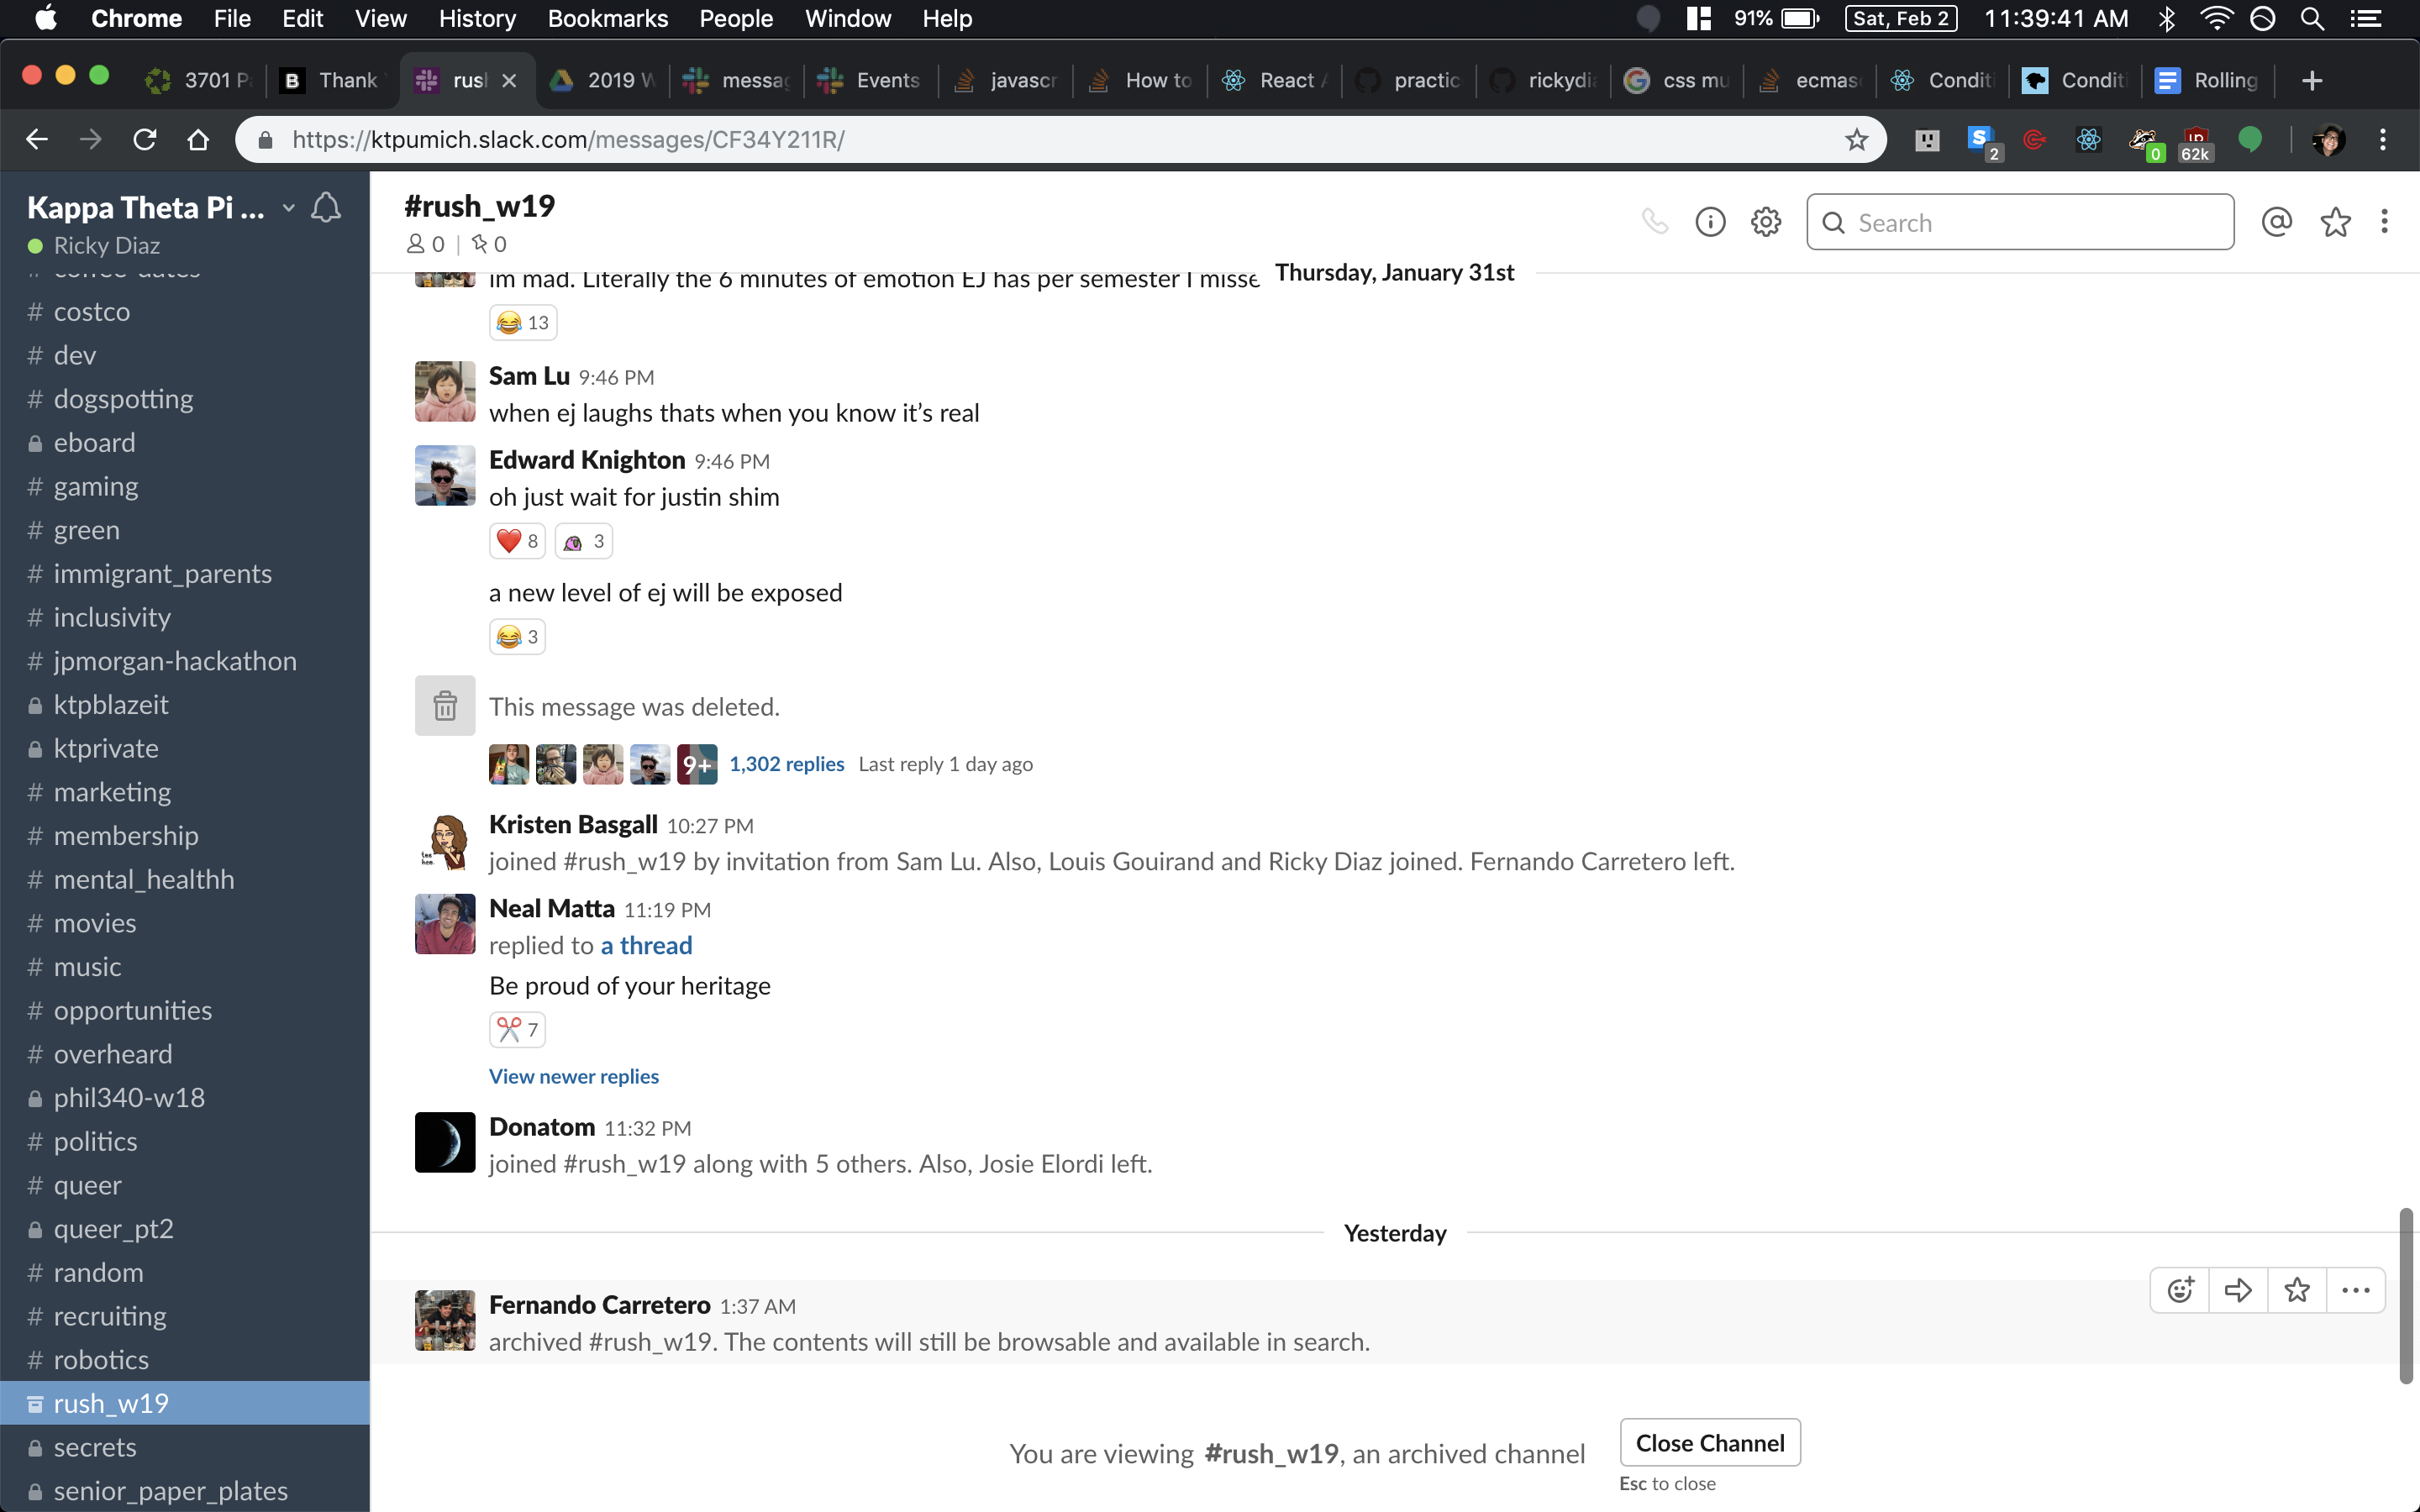 Chrome File Edit View History Bookmarks People Window Help 91% Sat, Feb 2 11:39:41 AM
3701 P Thank rush 2019 W messag Events javascr How to React practic rickydia css mu ecmas Conditi Conditi Rolling
https://ktpumich.slack.com/messages/CF34Y211R/ 2 0 62k
Kappa Theta Pi ...
Ricky Diaz
# coffee-dates
# costco
# dev
# dogspotting
eboard
# gaming
# green
# immigrant_parents
# inclusivity
# jpmorgan-hackathon
ktpblazeit
ktprivate
# marketing
# membership
# mental_healthh
# movies
# music
# opportunities
# overheard
phil340-w18
# politics
# queer
queer_pt2
# random
# recruiting
# robotics
rush_w19
secrets
senior_paper_plates
#rush_w19
0 | 0
Search
Thursday, January 31st
im mad. Literally the 6 minutes of emotion EJ has per semester I misse
13
Sam Lu 9:46 PM
when ej laughs thats when you know it’s real
Edward Knighton 9:46 PM
oh just wait for justin shim
8 3
a new level of ej will be exposed
3
This message was deleted.
9+ 1,302 replies Last reply 1 day ago
Kristen Basgall 10:27 PM
joined #rush_w19 by invitation from Sam Lu. Also, Louis Gouirand and Ricky Diaz joined. Fernando Carretero left.
Neal Matta 11:19 PM
replied to a thread
Be proud of your heritage
7
View newer replies
Donatom 11:32 PM
joined #rush_w19 along with 5 others. Also, Josie Elordi left.
Yesterday
Fernando Carretero 1:37 AM
archived #rush_w19. The contents will still be browsable and available in search.
You are viewing #rush_w19, an archived channel
Close Channel
Esc to close